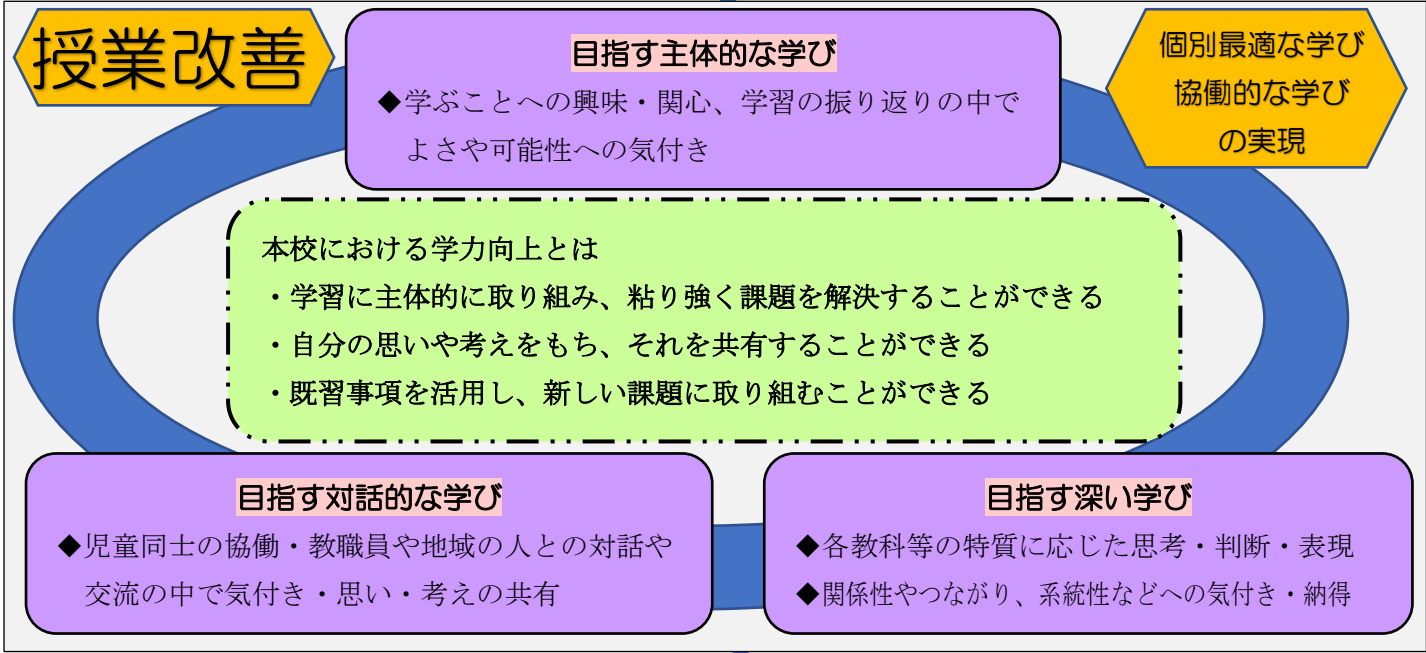 授業改善
目指す主体的な学び
◆学ぶことへの興味・関心、学習の振り返りの中で
よさや可能性への気付き
個別最適な学び
協働的な学び
の実現
本校における学力向上とは
・学習に主体的に取り組み、粘り強く課題を解決することができる
・自分の思いや考えをもち、それを共有することができる
・既習事項を活用し、新しい課題に取り組むことができる
目指す対話的な学び
◆児童同士の協働・教職員や地域の人との対話や
交流の中で気付き・思い・考えの共有
目指す深い学び
◆各教科等の特質に応じた思考・判断・表現
◆関係性やつながり、系統性などへの気付き・納得